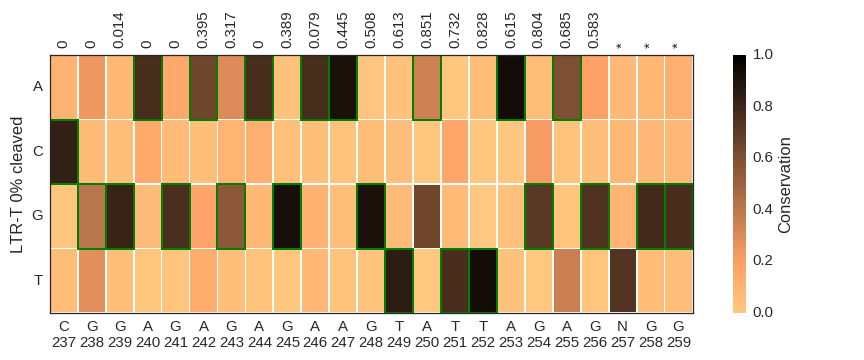 0 0 0.014 0 0 0.395 0.317 0 0.389 0.079 0.445 0.508 0.613 0.851 0.732 0.828 0.615 0.804 0.685 0.583 * * *
LTR-T 0% cleaved
A
C
G
T
C G G A G A G A G A A G T A T T A G A G N G G
237 238 239 240 241 242 243 244 245 246 247 248 249 250 251 252 253 254 255 256 257 258 259
1.0
0.8
0.6
0.4
0.2
0.0
Conservation